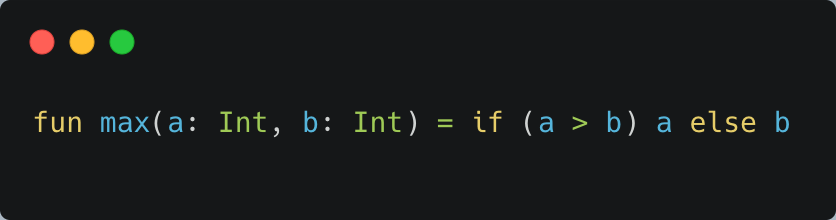 fun max(a: Int, b: Int) = if (a > b) a else b